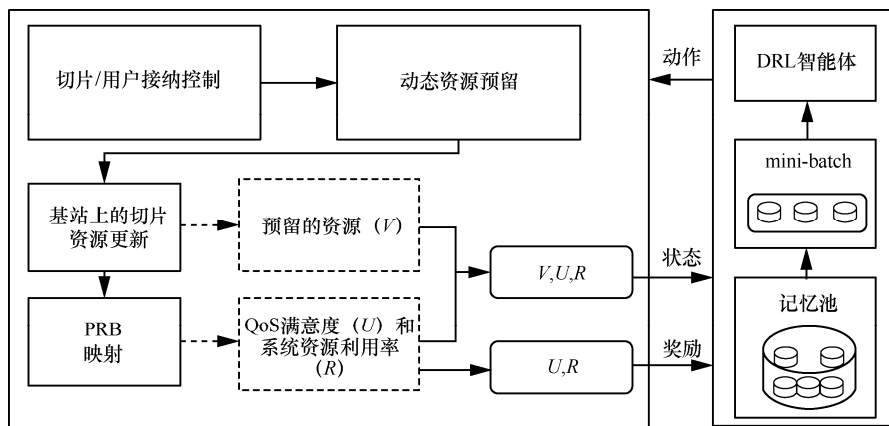 切片/用户接纳控制
动态资源预留
动作
DRL智能体
mini-batch
基站上的切片
资源更新
预留的资源（V）
V,U,R
状态
记忆池
PRB
映射
QoS满意度（U）和
系统资源利用率
（R）
U,R
奖励